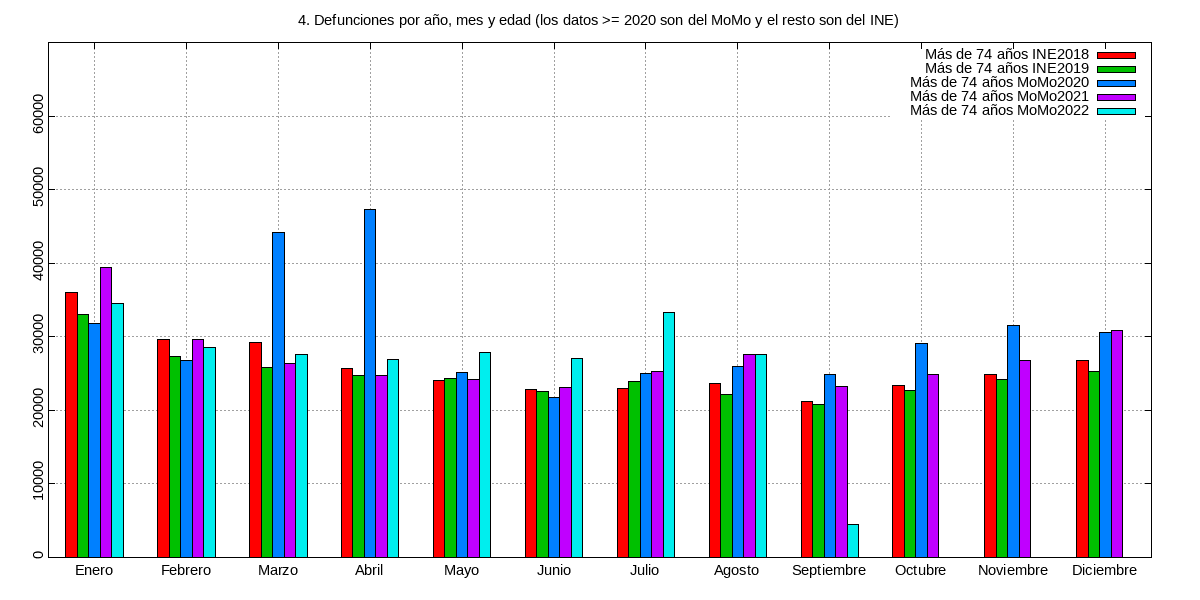 4. Defunciones por año, mes y edad (los datos >= 2020 son del MoMo y el resto son del INE)
Más de 74 años INE2018
Más de 74 años INE2019
Más de 74 años MoMo2020
Más de 74 años MoMo2021
Más de 74 años MoMo2022
60000
50000
40000
30000
20000
10000
0
Enero Febrero Marzo Abril Mayo Junio Julio Agosto Septiembre Octubre Noviembre Diciembre